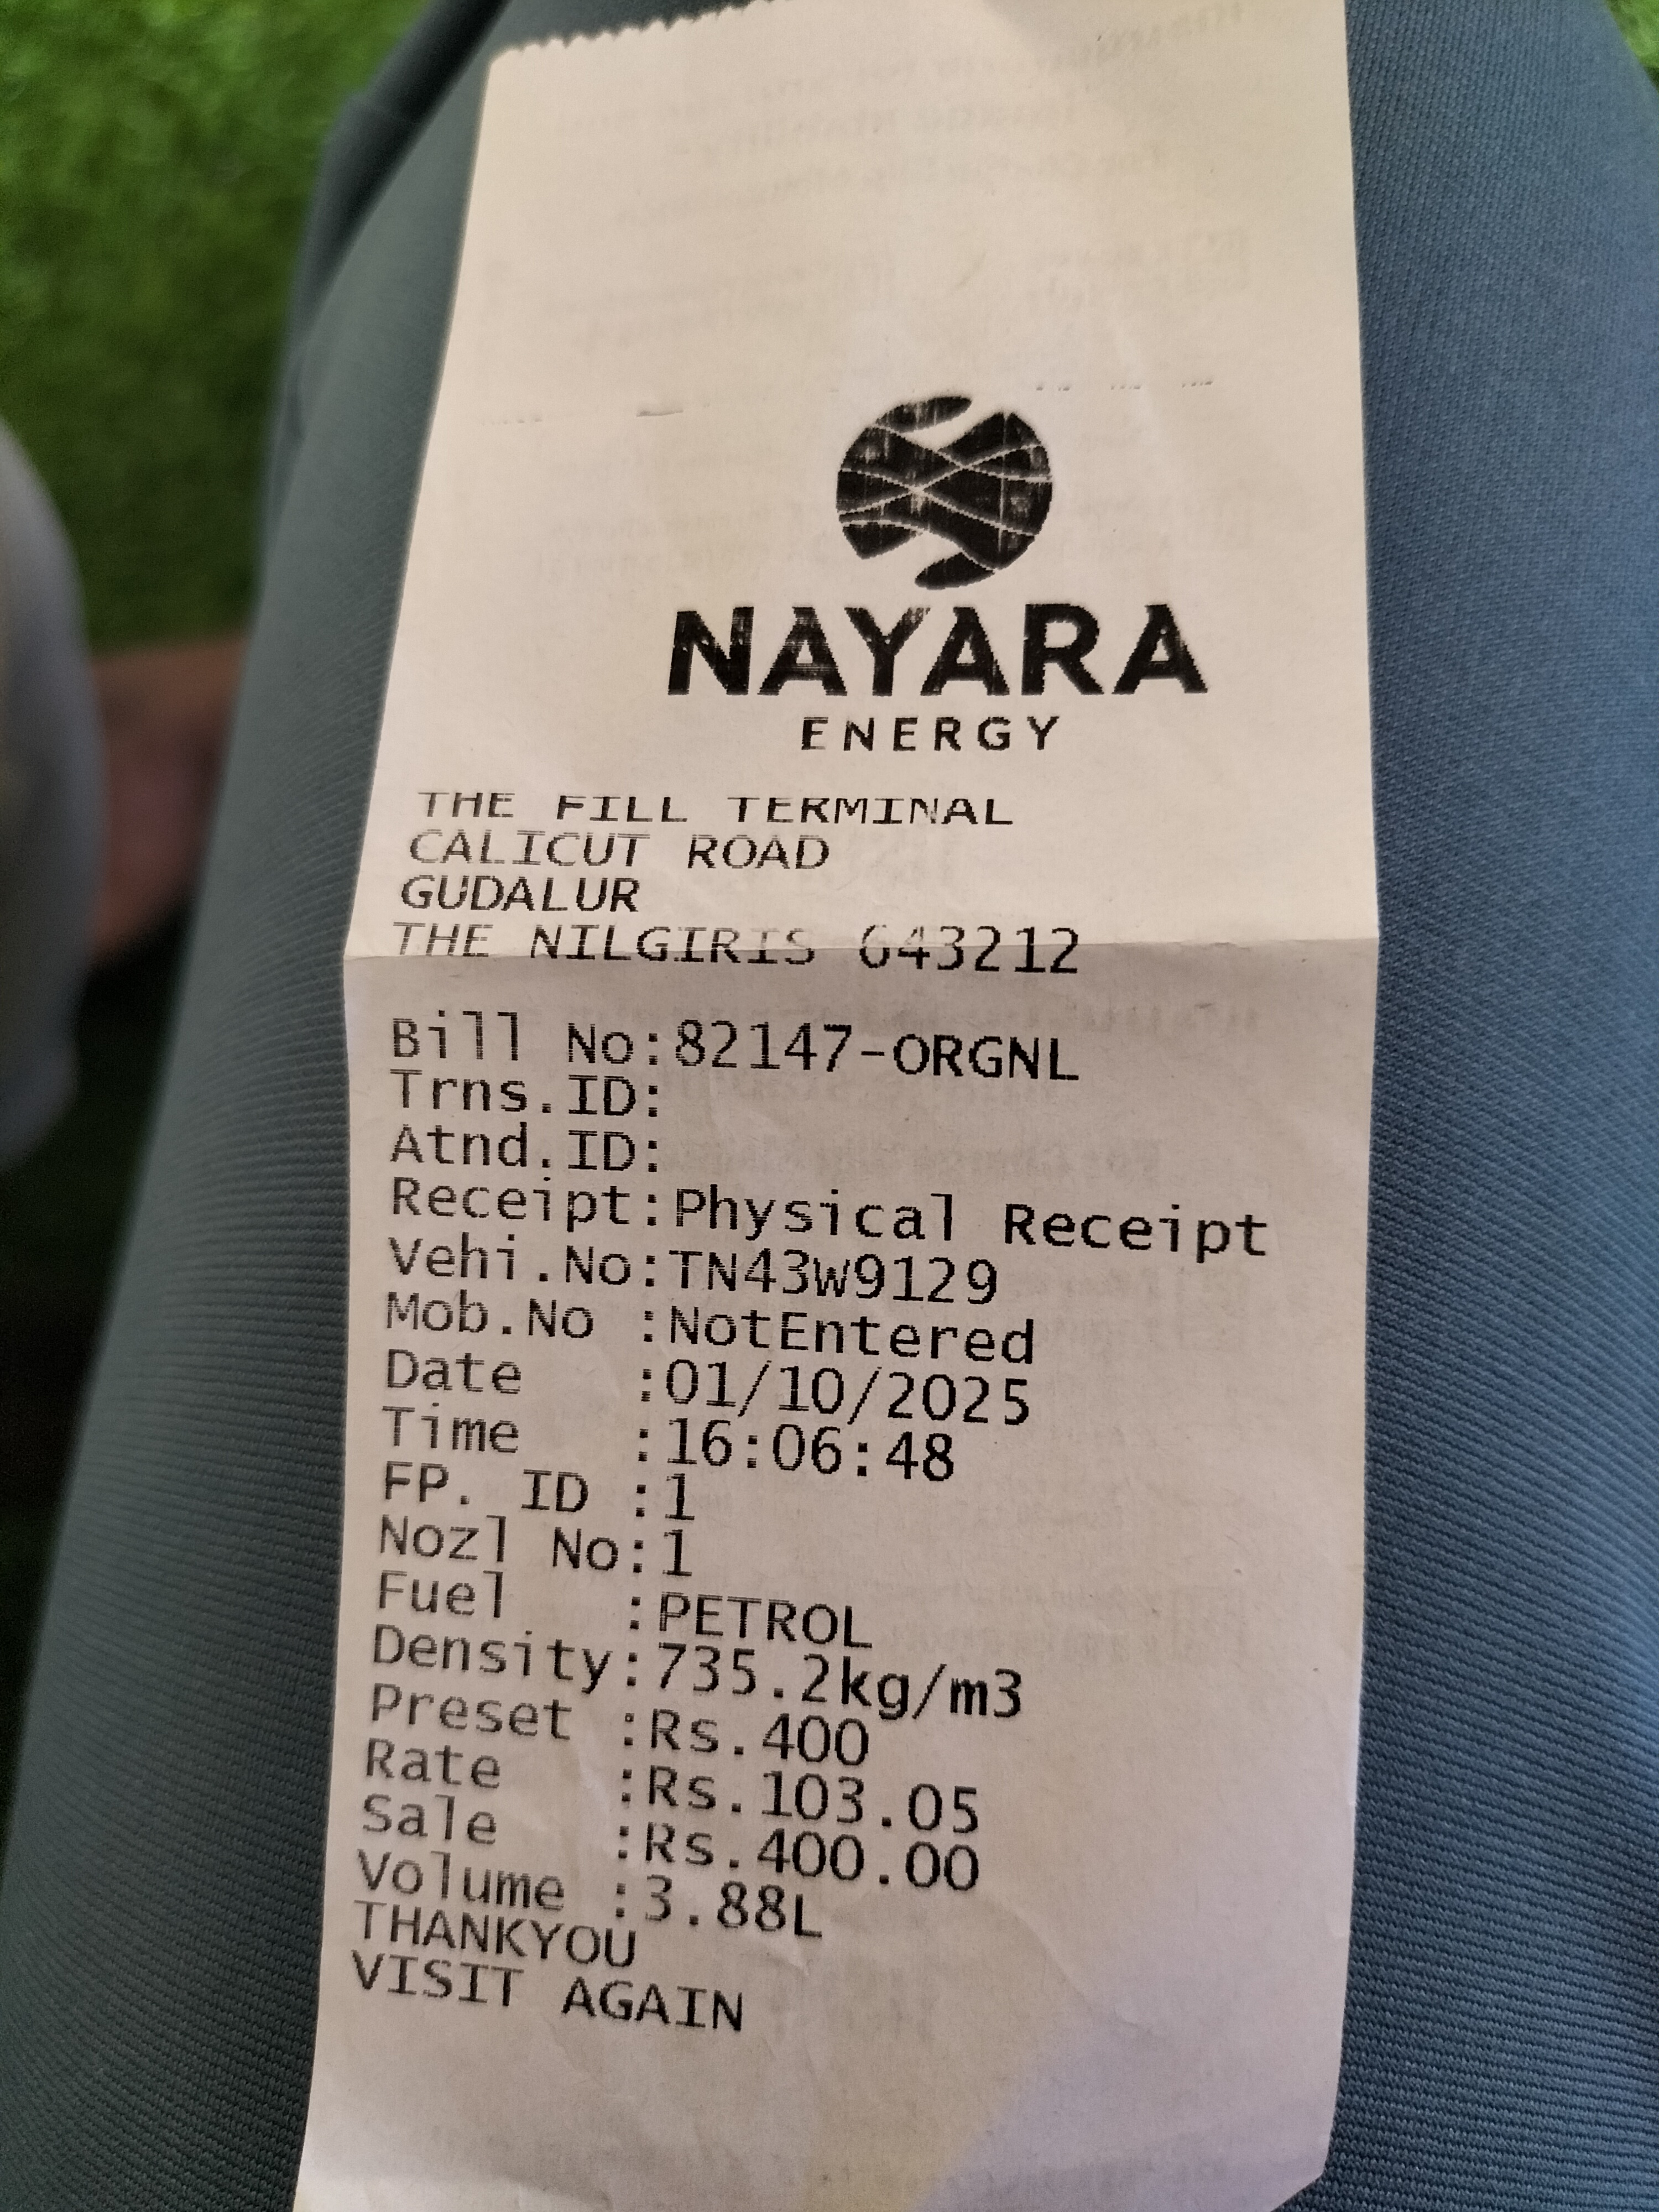 NAYARA
ENERGY
THE FILL TERMINAL
CALICUT ROAD
GUDALUR
THE NILGIRIS 643212
Bill No:82147-ORGNL
Trns.ID:
Atnd.ID:
Receipt:Physical Receipt
Vehi.No:TN43W9129
Mob.No :NotEntered
Date :01/10/2025
Time :16:06:48
FP. ID :1
Nozl No:1
Fuel :PETROL
Density:735.2kg/m3
Preset :Rs.400
Rate :Rs.103.05
Sale :Rs.400.00
Volume :3.88L
THANKYOU
VISIT AGAIN